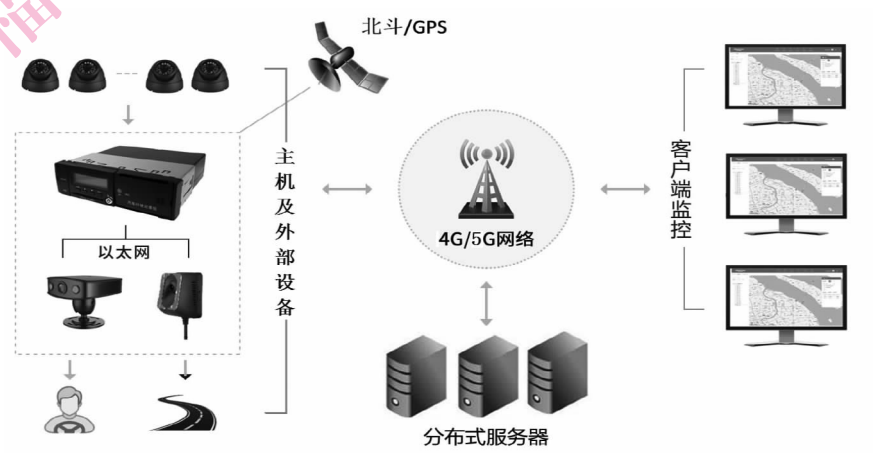 北斗/GPS
主机及外部设备
以太网
4G/5G网络
客户端监控
分布式服务器